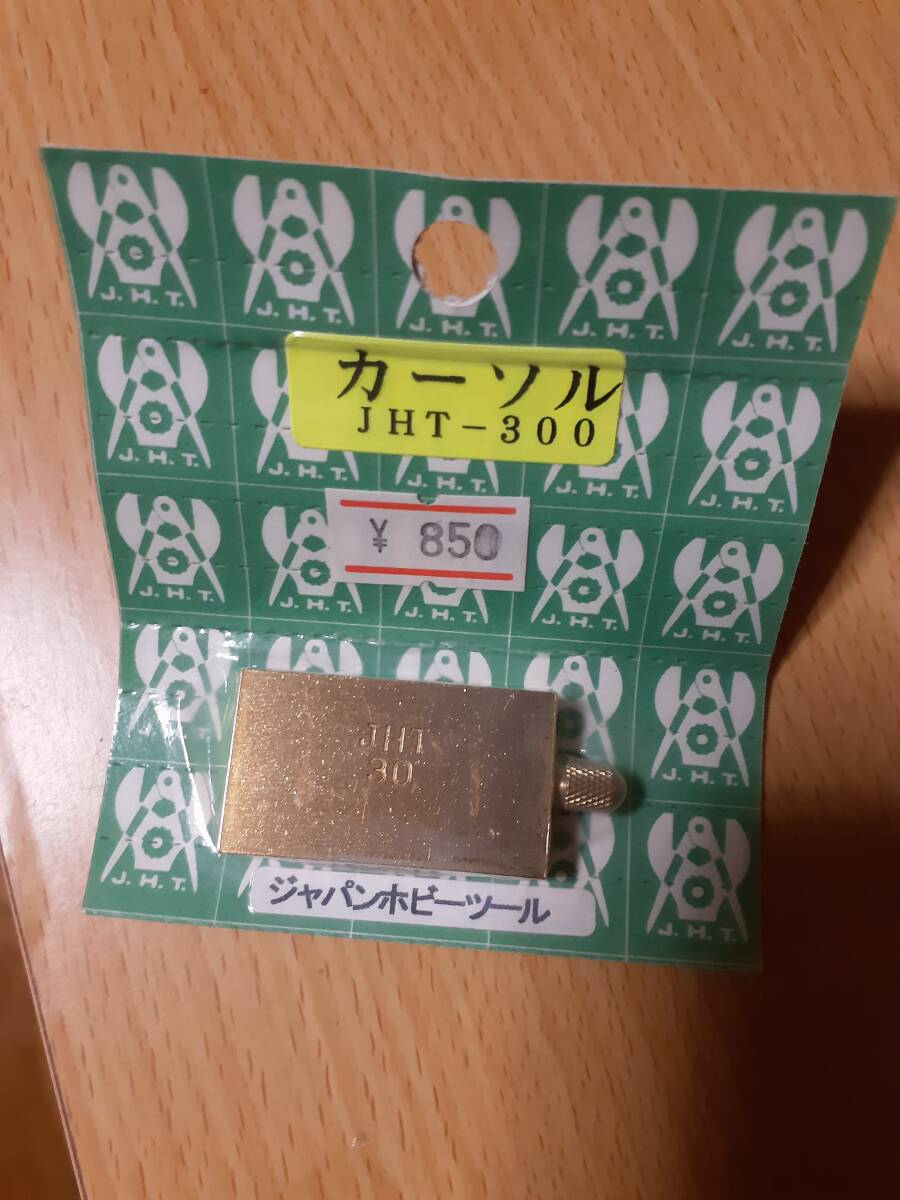 J. H. T. J. H. T. J. H. T. J. H. T. J. H. T.
カーソル
JHT-300
J. H. T. J. H. T. J. H. T. J. H. T. J. H. T.
¥ 850
J. H. T. J. H. T. J. H. T. J. H. T. J. H. T.
JHT
30
J. H. T.
J. H. T. J. H. T.
ジャパンホビーツール